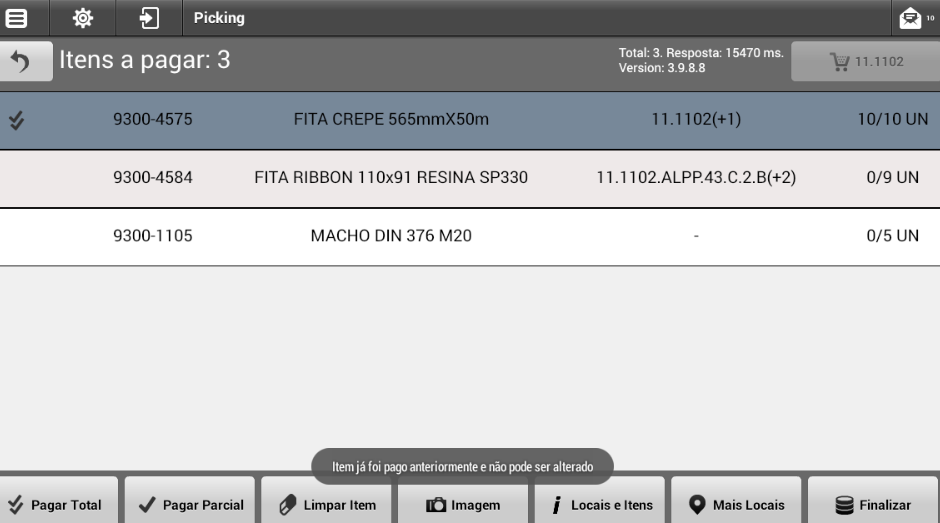 Picking
10
Itens a pagar: 3
Total: 3. Resposta: 15470 ms.
Version: 3.9.8.8
11.1102
9300-4575 FITA CREPE 565mmX50m 11.1102(+1) 10/10 UN
9300-4584 FITA RIBBON 110x91 RESINA SP330 11.1102.ALPP.43.C.2.B(+2) 0/9 UN
9300-1105 MACHO DIN 376 M20 - 0/5 UN
Item já foi pago anteriormente e não pode ser alterado
Pagar Total Pagar Parcial Limpar Item Imagem Locais e Itens Mais Locais Finalizar